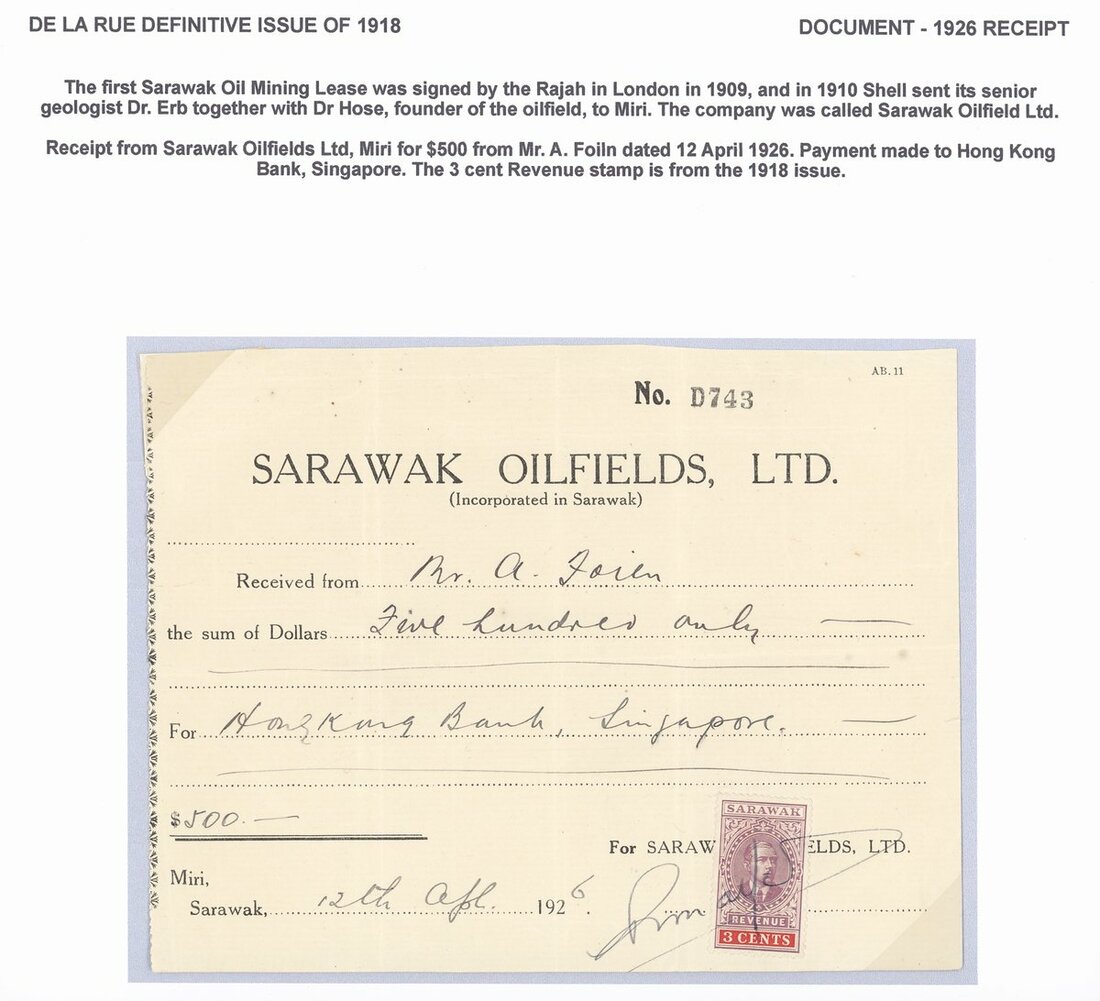 DE LA RUE DEFINITIVE ISSUE OF 1918
DOCUMENT - 1926 RECEIPT
The first Sarawak Oil Mining Lease was signed by the Rajah in London in 1909, and in 1910 Shell sent its senior
geologist Dr. Erb together with Dr Hose, founder of the oilfield, to Miri. The company was called Sarawak Oilfield Ltd.
Receipt from Sarawak Oilfields Ltd, Miri for $500 from Mr. A. Foiln dated 12 April 1926. Payment made to Hong Kong
Bank, Singapore. The 3 cent Revenue stamp is from the 1918 issue.
AB. 11
No. D743
SARAWAK OILFIELDS, LTD.
(Incorporated in Sarawak)
Received from Mr. A. Foien
the sum of Dollars Five hundred only
For Hongkong Bank, Singapore.
$500.—
SARAWAK
For SARAW ELDS, LTD.
Miri,
Sarawak, 12th Apl. 1926.
REVENUE
3 CENTS